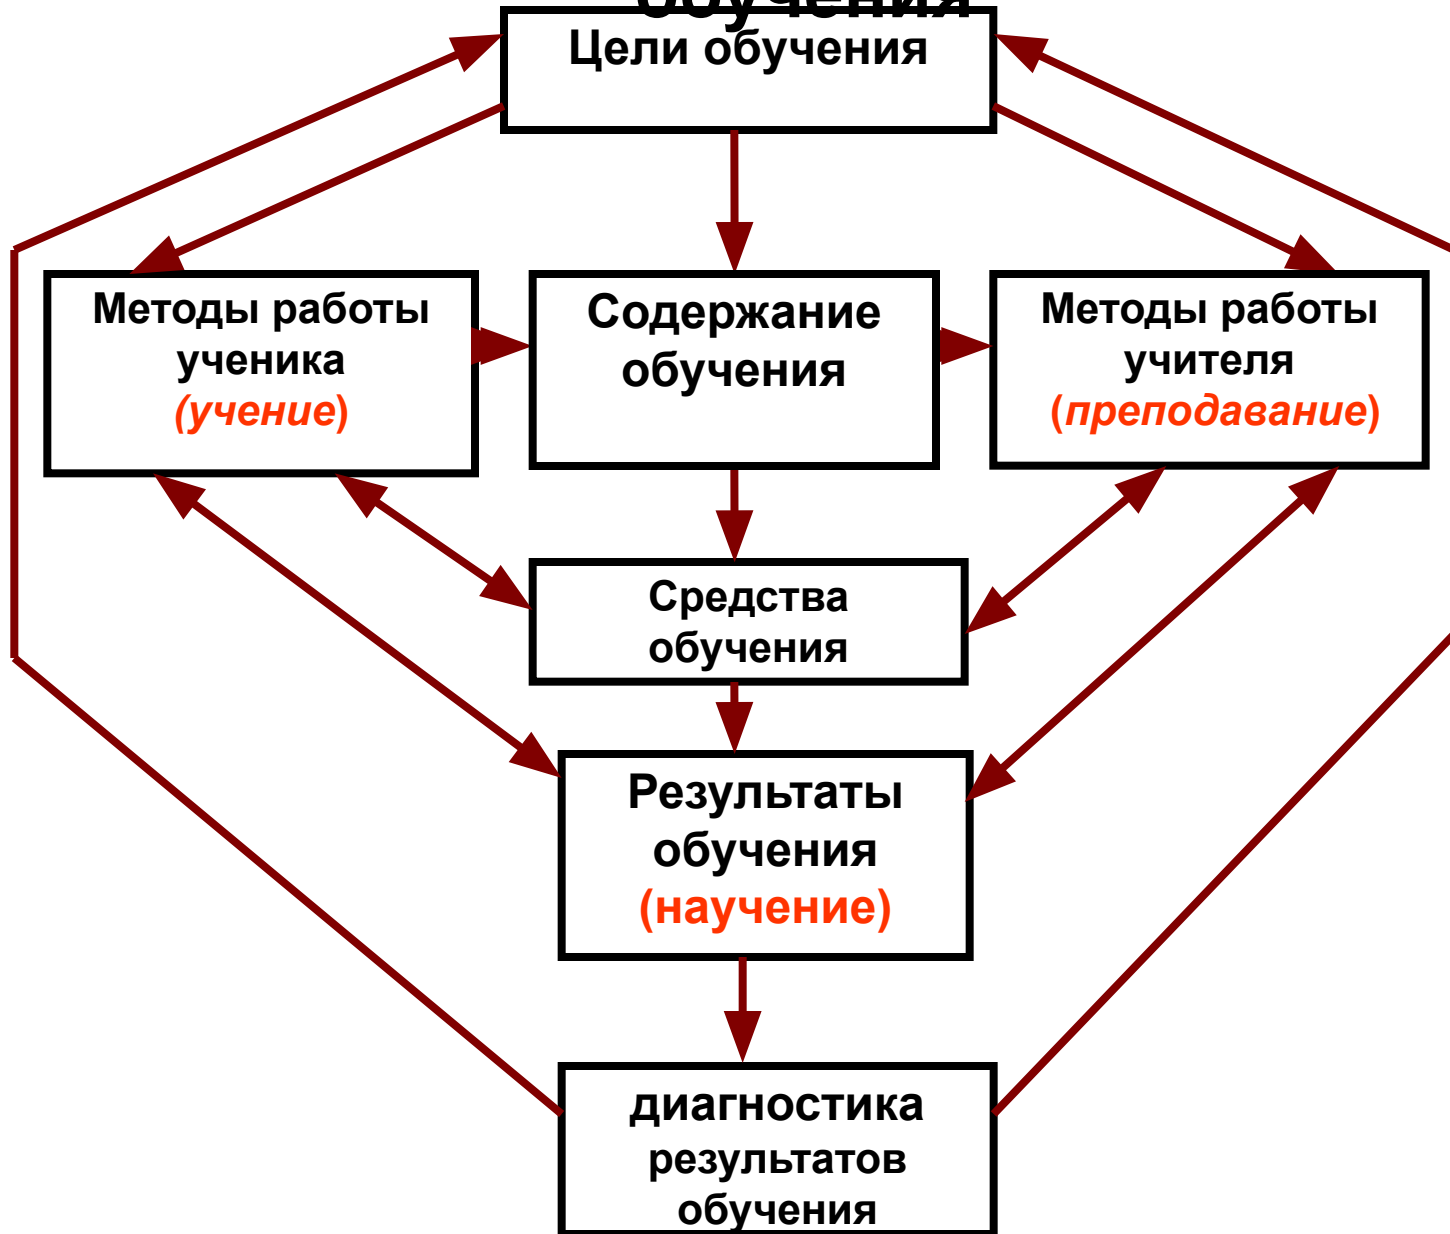 обучения
Цели обучения
Методы работы
ученика
(учение)
Содержание
обучения
Методы работы
учителя
(преподавание)
Средства
обучения
Результаты
обучения
(научение)
диагностика
результатов
обучения